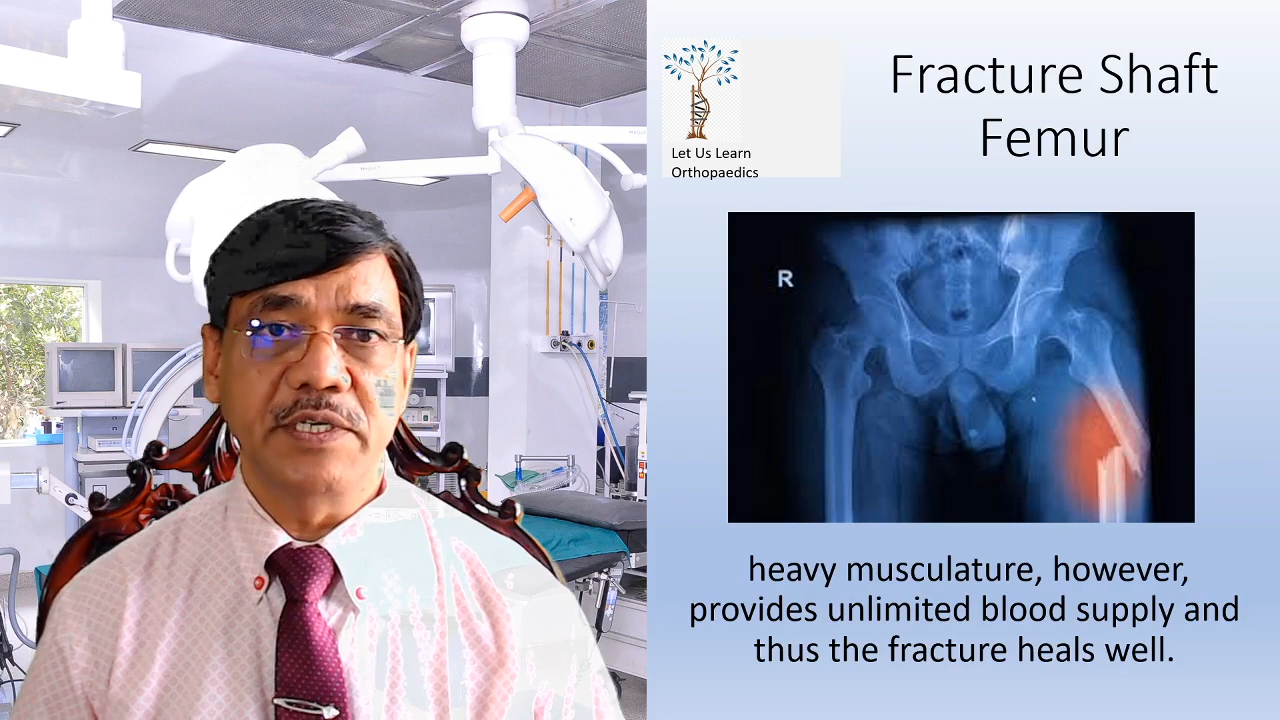 Let Us Learn
Orthopaedics
Fracture Shaft
Femur
R
heavy musculature, however,
provides unlimited blood supply and
thus the fracture heals well.